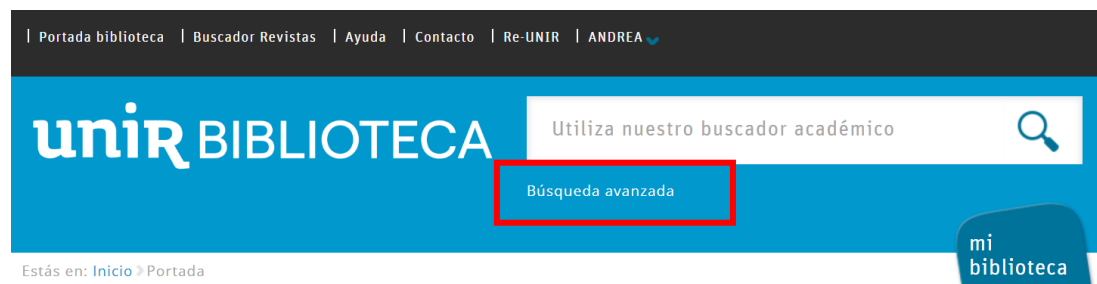 | Portada biblioteca | Buscador Revistas | Ayuda | Contacto | Re-UNIR | ANDREA
uniR BIBLIOTECA
Utiliza nuestro buscador académico
Búsqueda avanzada
mi
biblioteca
Estás en: Inicio > Portada